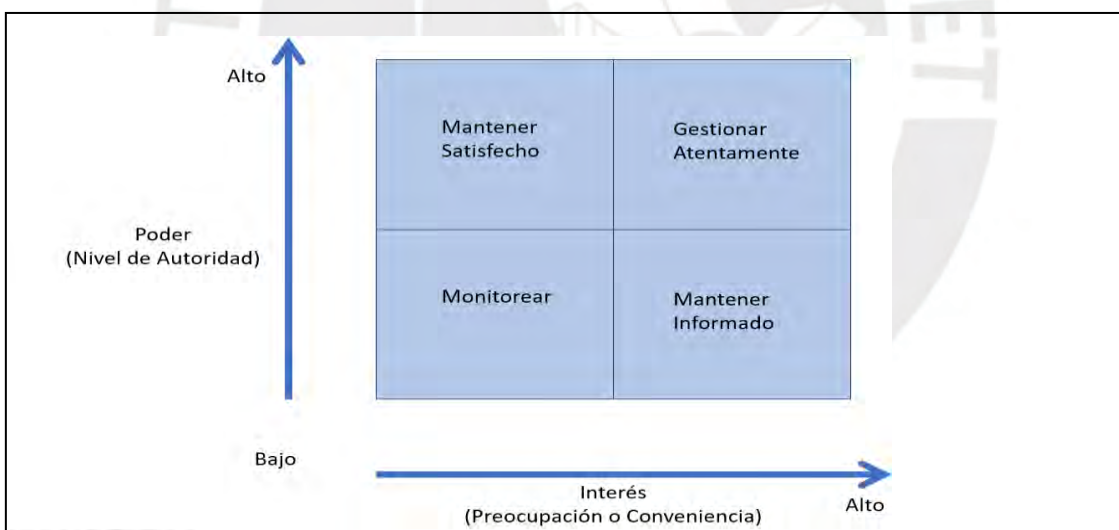 Alto
Mantener
Satisfecho
Gestionar
Atentamente
Poder
(Nivel de Autoridad)
Monitorear
Mantener
Informado
Bajo
Interés
(Preocupación o Conveniencia)
Alto